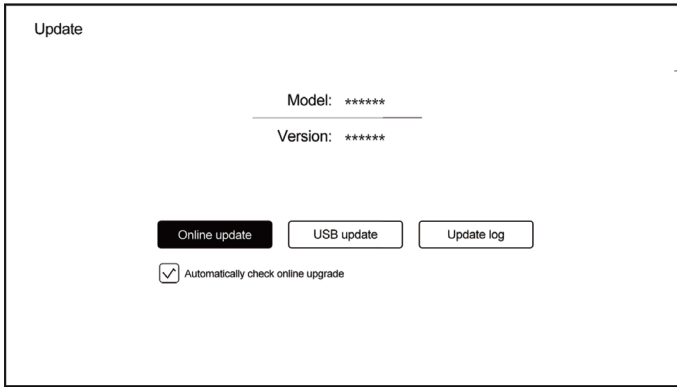 Update
Model: ******
Version: ******
Online update
USB update
Update log
Automatically check online upgrade